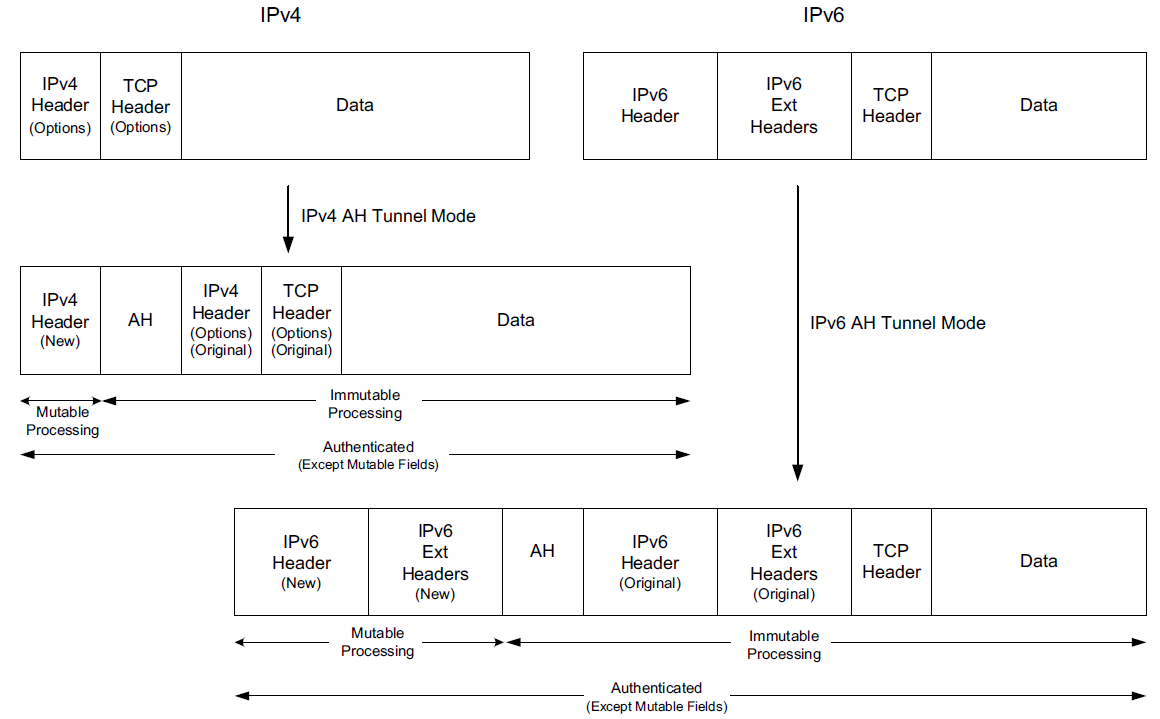 IPv4
IPv6
IPv4
Header
(Options)
TCP
Header
(Options)
Data
IPv6
Header
IPv6
Ext
Headers
TCP
Header
Data
IPv4 AH Tunnel Mode
IPv4
Header
(New)
AH
IPv4
Header
(Options)
(Original)
TCP
Header
(Options)
(Original)
Data
IPv6 AH Tunnel Mode
Mutable
Processing
Immutable
Processing
Authenticated
(Except Mutable Fields)
IPv6
Header
(New)
IPv6
Ext
Headers
(New)
AH
IPv6
Header
(Original)
IPv6
Ext
Headers
(Original)
TCP
Header
Data
Mutable
Processing
Immutable
Processing
Authenticated
(Except Mutable Fields)